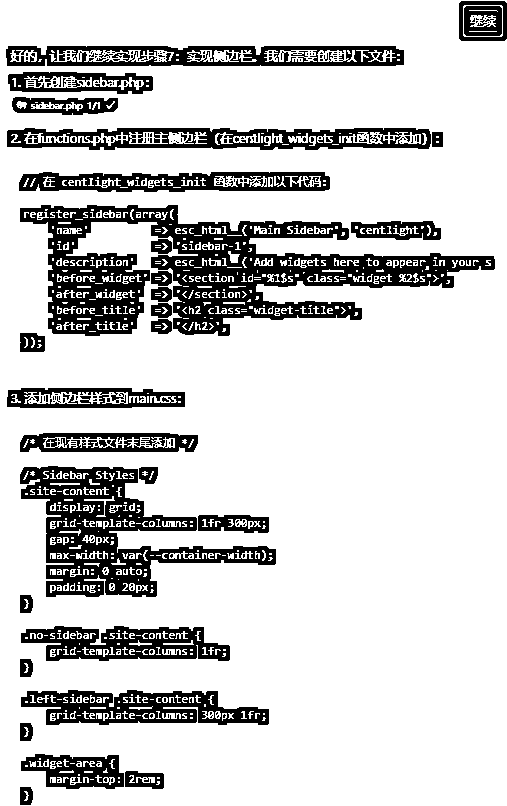 继续
好的，让我们继续实现步骤7：实现侧边栏。我们需要创建以下文件：
1. 首先创建sidebar.php：
sidebar.php 1/1
2. 在functions.php中注册主侧边栏（在centlight_widgets_init函数中添加）：
// 在 centlight_widgets_init 函数中添加以下代码：
register_sidebar(array(
'name' => esc_html__('Main Sidebar', 'centlight'),
'id' => 'sidebar-1',
'description' => esc_html__('Add widgets here to appear in your s
'before_widget' => '<section id="%1$s" class="widget %2$s">',
'after_widget' => '</section>',
'before_title' => '<h2 class="widget-title">',
'after_title' => '</h2>',
));
3. 添加侧边栏样式到main.css：
/* 在现有样式文件末尾添加 */
/* Sidebar Styles */
.site-content {
display: grid;
grid-template-columns: 1fr 300px;
gap: 40px;
max-width: var(--container-width);
margin: 0 auto;
padding: 0 20px;
}
.no-sidebar .site-content {
grid-template-columns: 1fr;
}
.left-sidebar .site-content {
grid-template-columns: 300px 1fr;
}
.widget-area {
margin-top: 2rem;
}